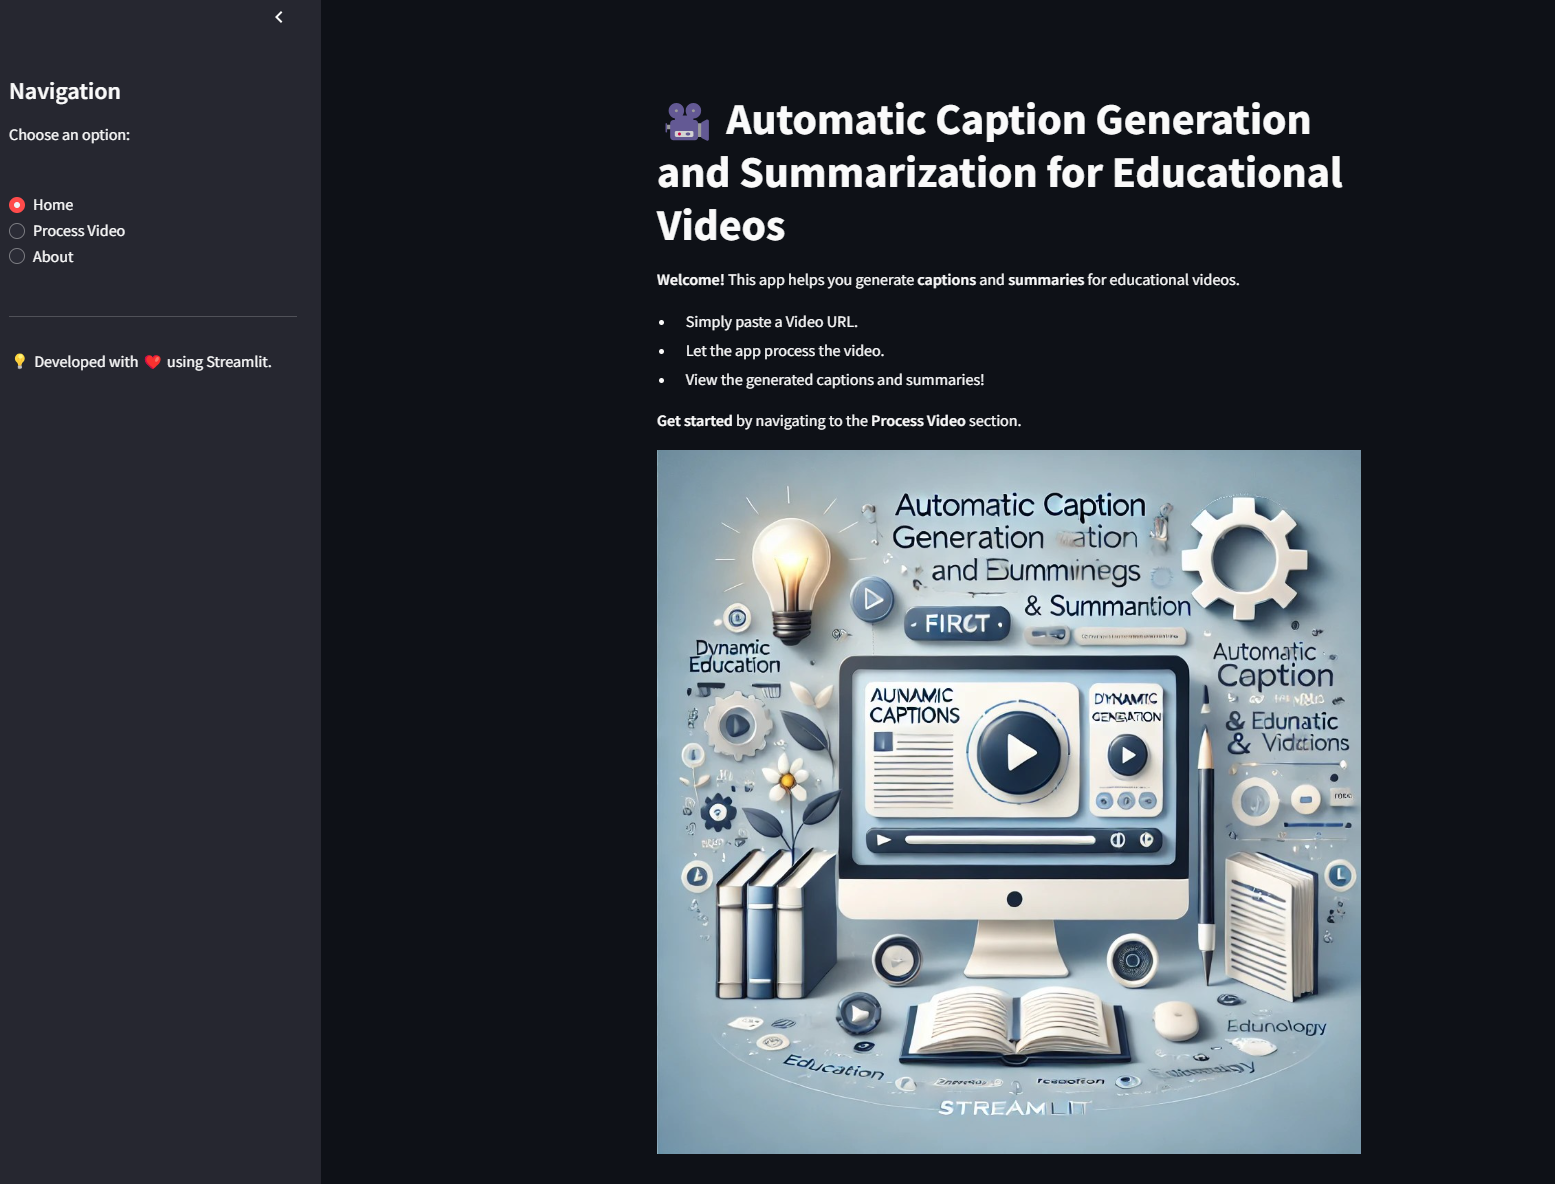 Navigation
Choose an option:
Home
Process Video
About
💡 Developed with ❤️ using Streamlit.
🎥 Automatic Caption Generation
and Summarization for Educational
Videos
Welcome! This app helps you generate captions and summaries for educational videos.
• Simply paste a Video URL.
• Let the app process the video.
• View the generated captions and summaries!
Get started by navigating to the Process Video section.
Automatic Caption
Generation ation
and Bumminegs
& Summantion
FIRCT
Dynamic
Education
AUNAMIC
CAPTIONS
DYNAMIC
GENERATION
Automatic
Caption
& Edunatic
& Vidctions
Edunology
Education
STREAMLIT